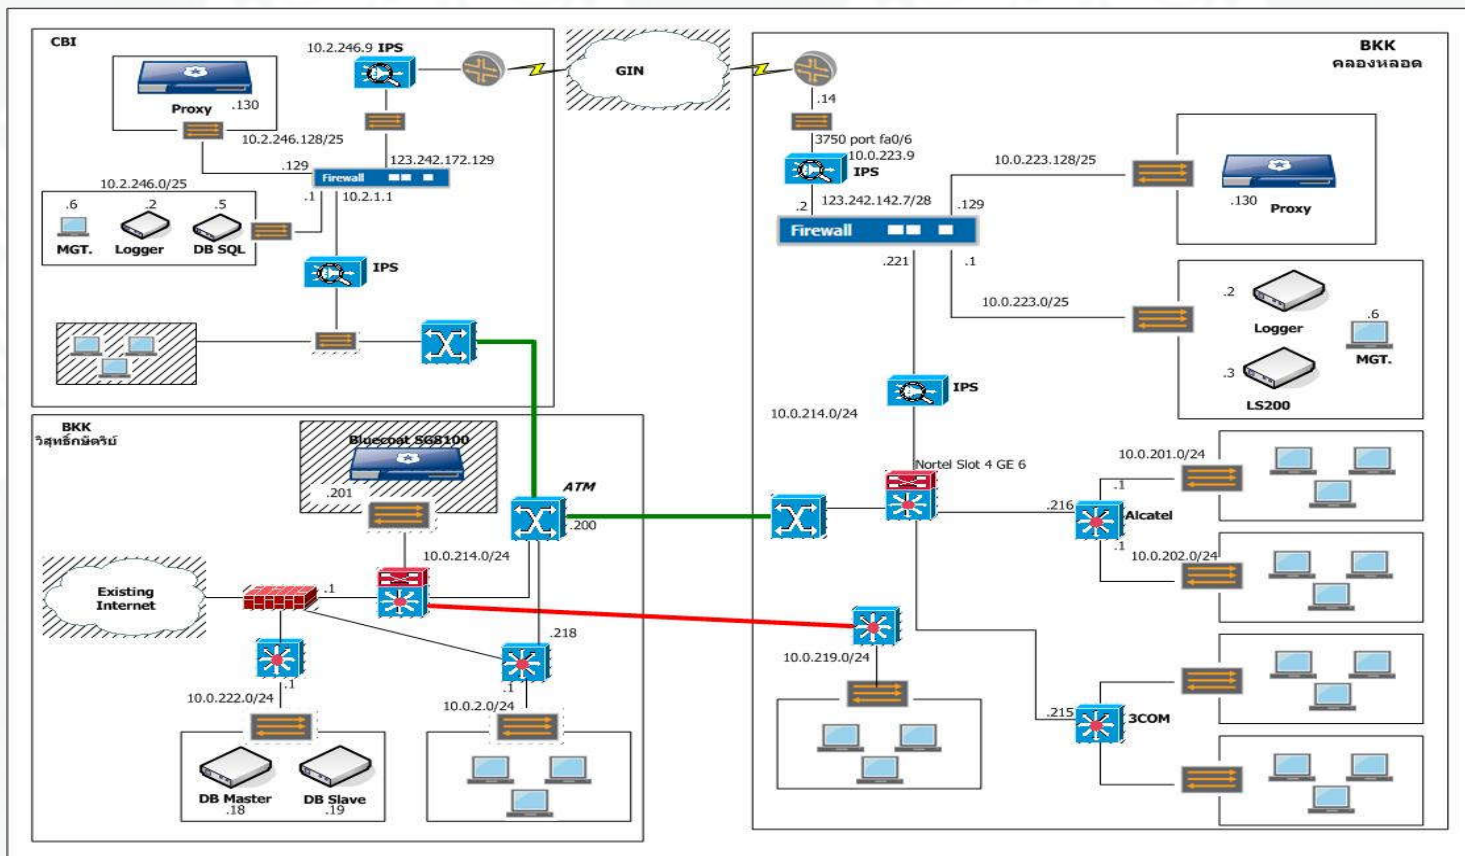 CBI
10.2.246.9 IPS
Proxy
.130
10.2.246.128/25
.129
123.242.172.129
Firewall
10.2.246.0/25
.1
10.2.1.1
.6
.2
.5
MGT.
Logger
DB SQL
IPS
GIN
BKK
คลองหลอด
.14
3750 port fa0/6
10.0.223.9
IPS
.2
123.242.142.7/28
.129
Firewall
10.0.223.128/25
.130
Proxy
.221
.1
10.0.223.0/25
.2
Logger
.6
MGT.
.3
LS200
IPS
10.0.214.0/24
Nortel Slot 4 GE 6
10.0.201.0/24
.1
.216
Alcatel
.1
10.0.202.0/24
10.0.219.0/24
.215
3COM
BKK
วิสุทธิ์กษัตริย์
Bluecoat SG8100
.201
ATM
.200
10.0.214.0/24
Existing
Internet
.1
.218
.1
10.0.222.0/24
.1
10.0.2.0/24
DB Master
.18
DB Slave
.19